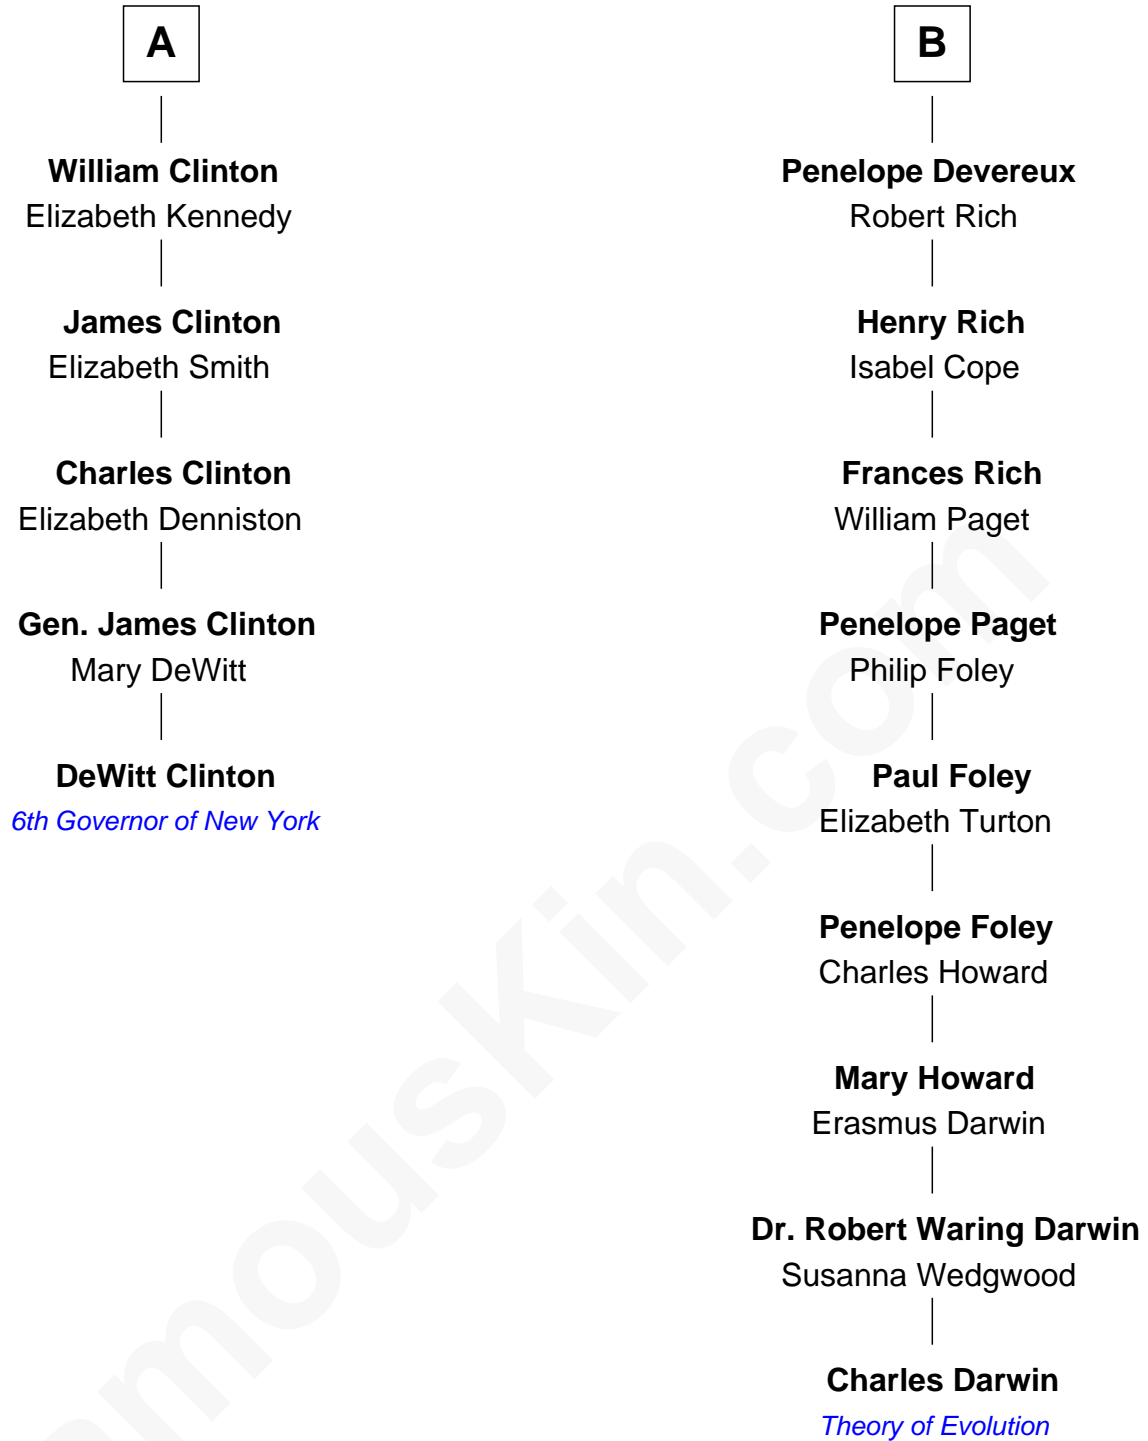 A
William Clinton
Elizabeth Kennedy
James Clinton
Elizabeth Smith
Charles Clinton
Elizabeth Denniston
Gen. James Clinton
Mary DeWitt
DeWitt Clinton
6th Governor of New York
B
Penelope Devereux
Robert Rich
Henry Rich
Isabel Cope
Frances Rich
William Paget
Penelope Paget
Philip Foley
Paul Foley
Elizabeth Turton
Penelope Foley
Charles Howard
Mary Howard
Erasmus Darwin
Dr. Robert Waring Darwin
Susanna Wedgwood
Charles Darwin
Theory of Evolution
amousKin.com